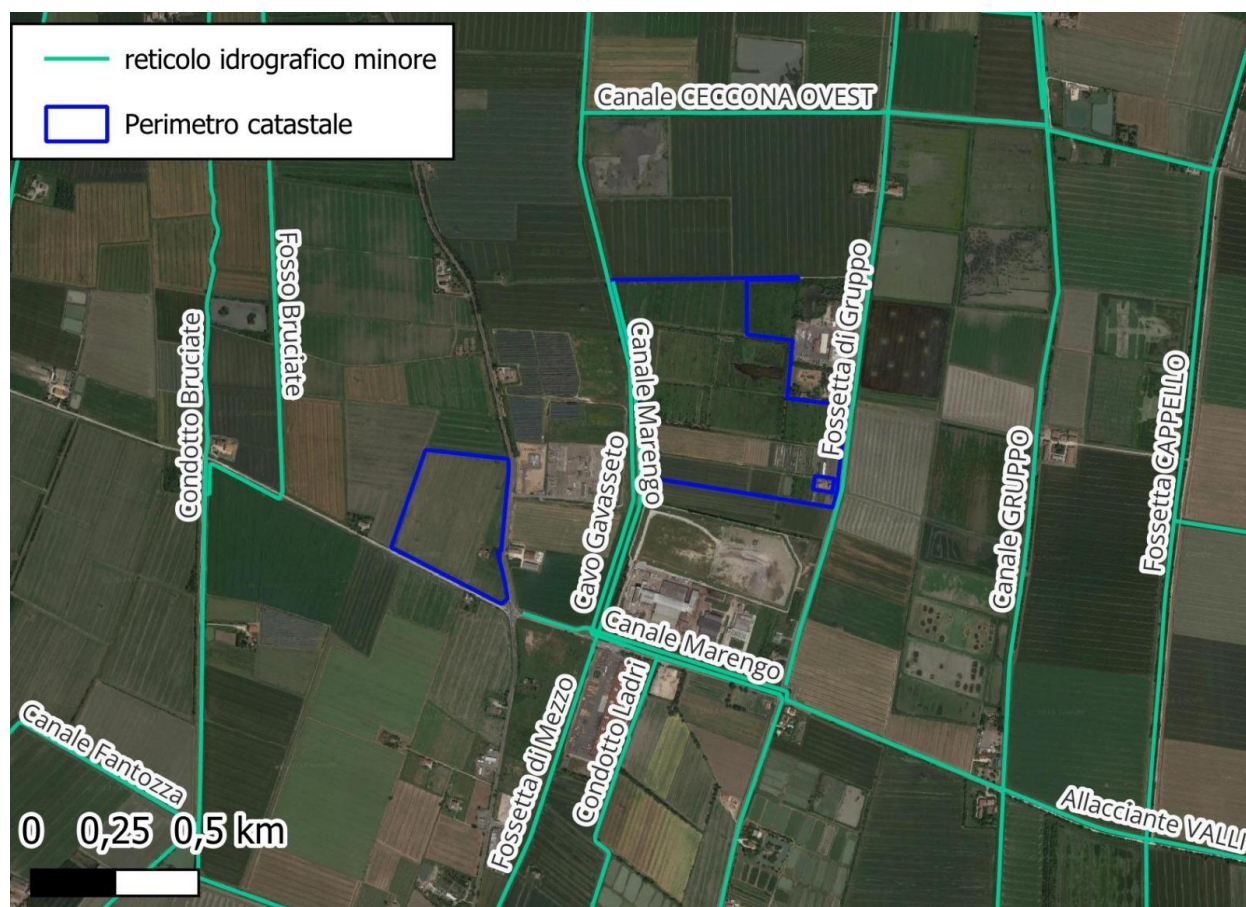 reticolo idrografico minore
Perimetro catastale
Canale CECCONA OVEST
Fosso Bruciate
Condotto Bruciate
Fossetta di Gruppo
Canale Marengo
Fossetta CAPPELLO
Cavo Gavasseto
Canale GRUPPO
Canale Marengo
Fossetta di Mezzo
Condotto Ladri
Canale Fantozza
Allacciante VALLI
0 0,25 0,5 km